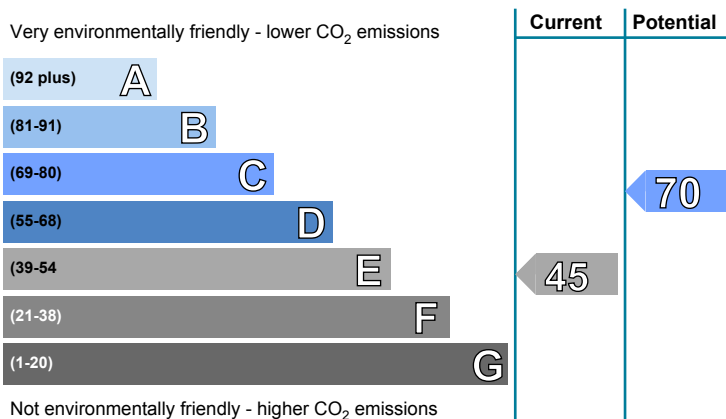 Current Potential
Very environmentally friendly - lower CO2 emissions
(92 plus) A
(81-91) B
(69-80) C
70
(55-68) D
(39-54 E
45
(21-38) F
(1-20) G
Not environmentally friendly - higher CO2 emissions